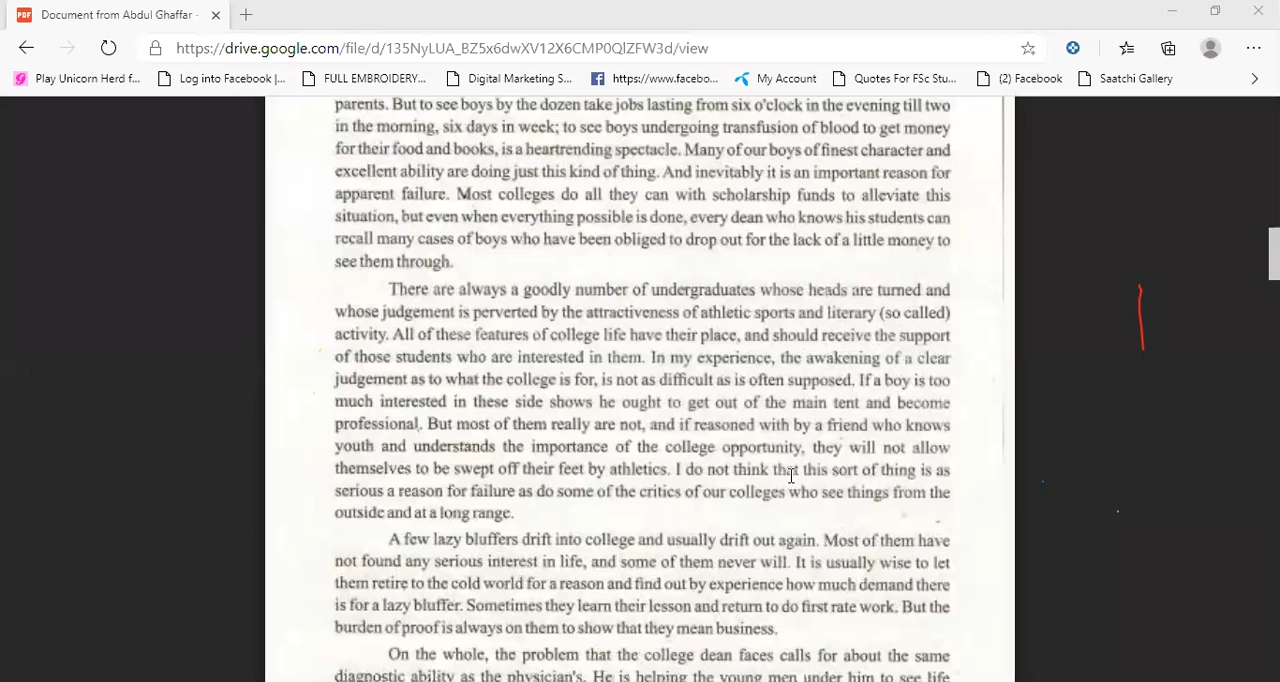 Document from Abdul Ghaffar -
https://drive.google.com/file/d/135NyLUA_BZ5x6dwXV12X6CMP0QlZFW3d/view
Play Unicorn Herd f... Log into Facebook |... FULL EMBROIDERY... Digital Marketing S... https://www.facebo... My Account Quotes For FSc Stu... (2) Facebook Saatchi Gallery
parents. But to see boys by the dozen take jobs lasting from six o'clock in the evening till two
in the morning, six days in week; to see boys undergoing transfusion of blood to get money
for their food and books, is a heartrending spectacle. Many of our boys of finest character and
excellent ability are doing just this kind of thing. And inevitably it is an important reason for
apparent failure. Most colleges do all they can with scholarship funds to alleviate this
situation, but even when everything possible is done, every dean who knows his students can
recall many cases of boys who have been obliged to drop out for the lack of a little money to
see them through.
There are always a goodly number of undergraduates whose heads are turned and
whose judgement is perverted by the attractiveness of athletic sports and literary (so called)
activity. All of these features of college life have their place, and should receive the support
of those students who are interested in them. In my experience, the awakening of a clear
judgement as to what the college is for, is not as difficult as is often supposed. If a boy is too
much interested in these side shows he ought to get out of the main tent and become
professional. But most of them really are not, and if reasoned with by a friend who knows
youth and understands the importance of the college opportunity, they will not allow
themselves to be swept off their feet by athletics. I do not think that this sort of thing is as
serious a reason for failure as do some of the critics of our colleges who see things from the
outside and at a long range.
A few lazy bluffers drift into college and usually drift out again. Most of them have
not found any serious interest in life, and some of them never will. It is usually wise to let
them retire to the cold world for a reason and find out by experience how much demand there
is for a lazy bluffer. Sometimes they learn their lesson and return to do first rate work. But the
burden of proof is always on them to show that they mean business.
On the whole, the problem that the college dean faces calls for about the same
diagnostic ability as the physician's. He is helping the young men under him to see life